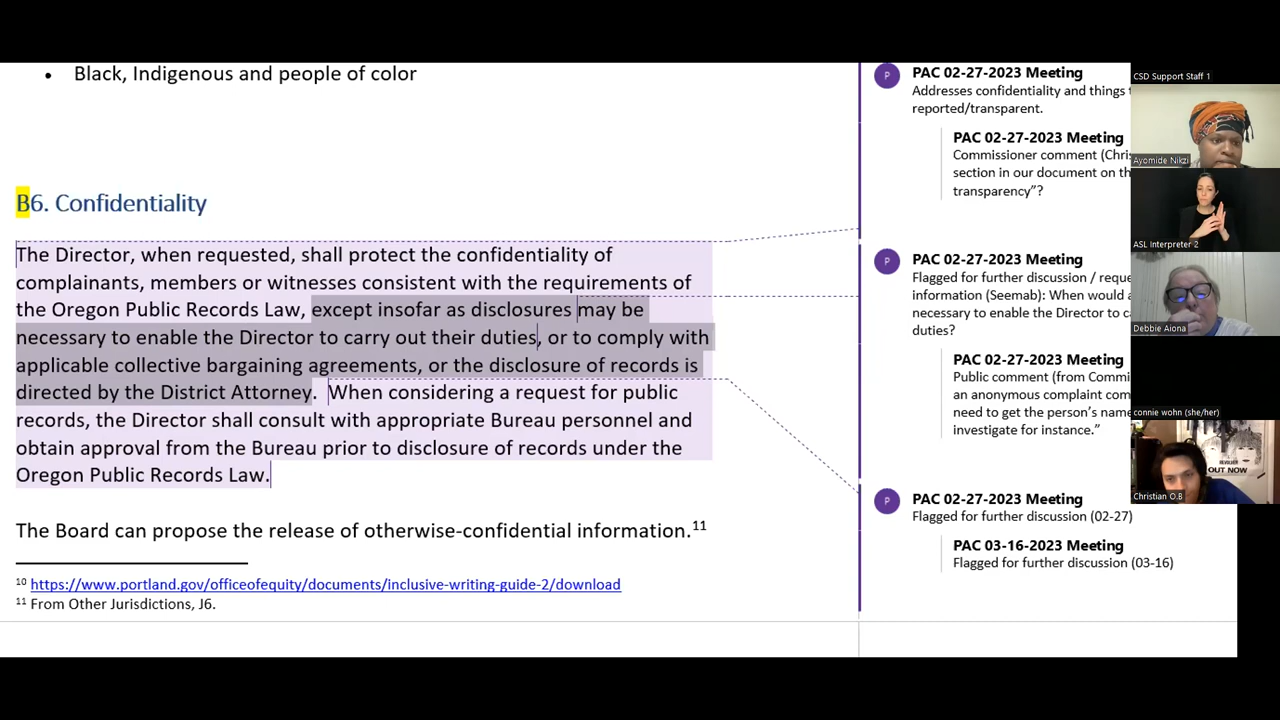 Black, Indigenous and people of color
B6. Confidentiality
The Director, when requested, shall protect the confidentiality of
complainants, members or witnesses consistent with the requirements of
the Oregon Public Records Law, except insofar as disclosures may be
necessary to enable the Director to carry out their duties, or to comply with
applicable collective bargaining agreements, or the disclosure of records is
directed by the District Attorney. When considering a request for public
records, the Director shall consult with appropriate Bureau personnel and
obtain approval from the Bureau prior to disclosure of records under the
Oregon Public Records Law.
The Board can propose the release of otherwise-confidential information.11
10 https://www.portland.gov/officeofequity/documents/inclusive-writing-guide-2/download
11 From Other Jurisdictions, J6.
P
PAC 02-27-2023 Meeting
Addresses confidentiality and things
reported/transparent.
PAC 02-27-2023 Meeting
Commissioner comment
section in our document on
transparency"?
P
PAC 02-27-2023 Meeting
Flagged for further discussion /
information (Seemab): When would
necessary to enable the Director to
duties?
PAC 02-27-2023 Meeting
Public comment (from
an anonymous complaint
need to get the person's name
investigate for instance."
P
PAC 02-27-2023 Meeting
Flagged for further discussion (02-27)
PAC 03-16-2023 Meeting
Flagged for further discussion (03-16)
CSD Support Staff 1
Ayomide Nikzi
ASL Interpreter 2
Debbie Aiona
connie wohn (she/her)
REVOLVER
OUT NOW
Christian O.B